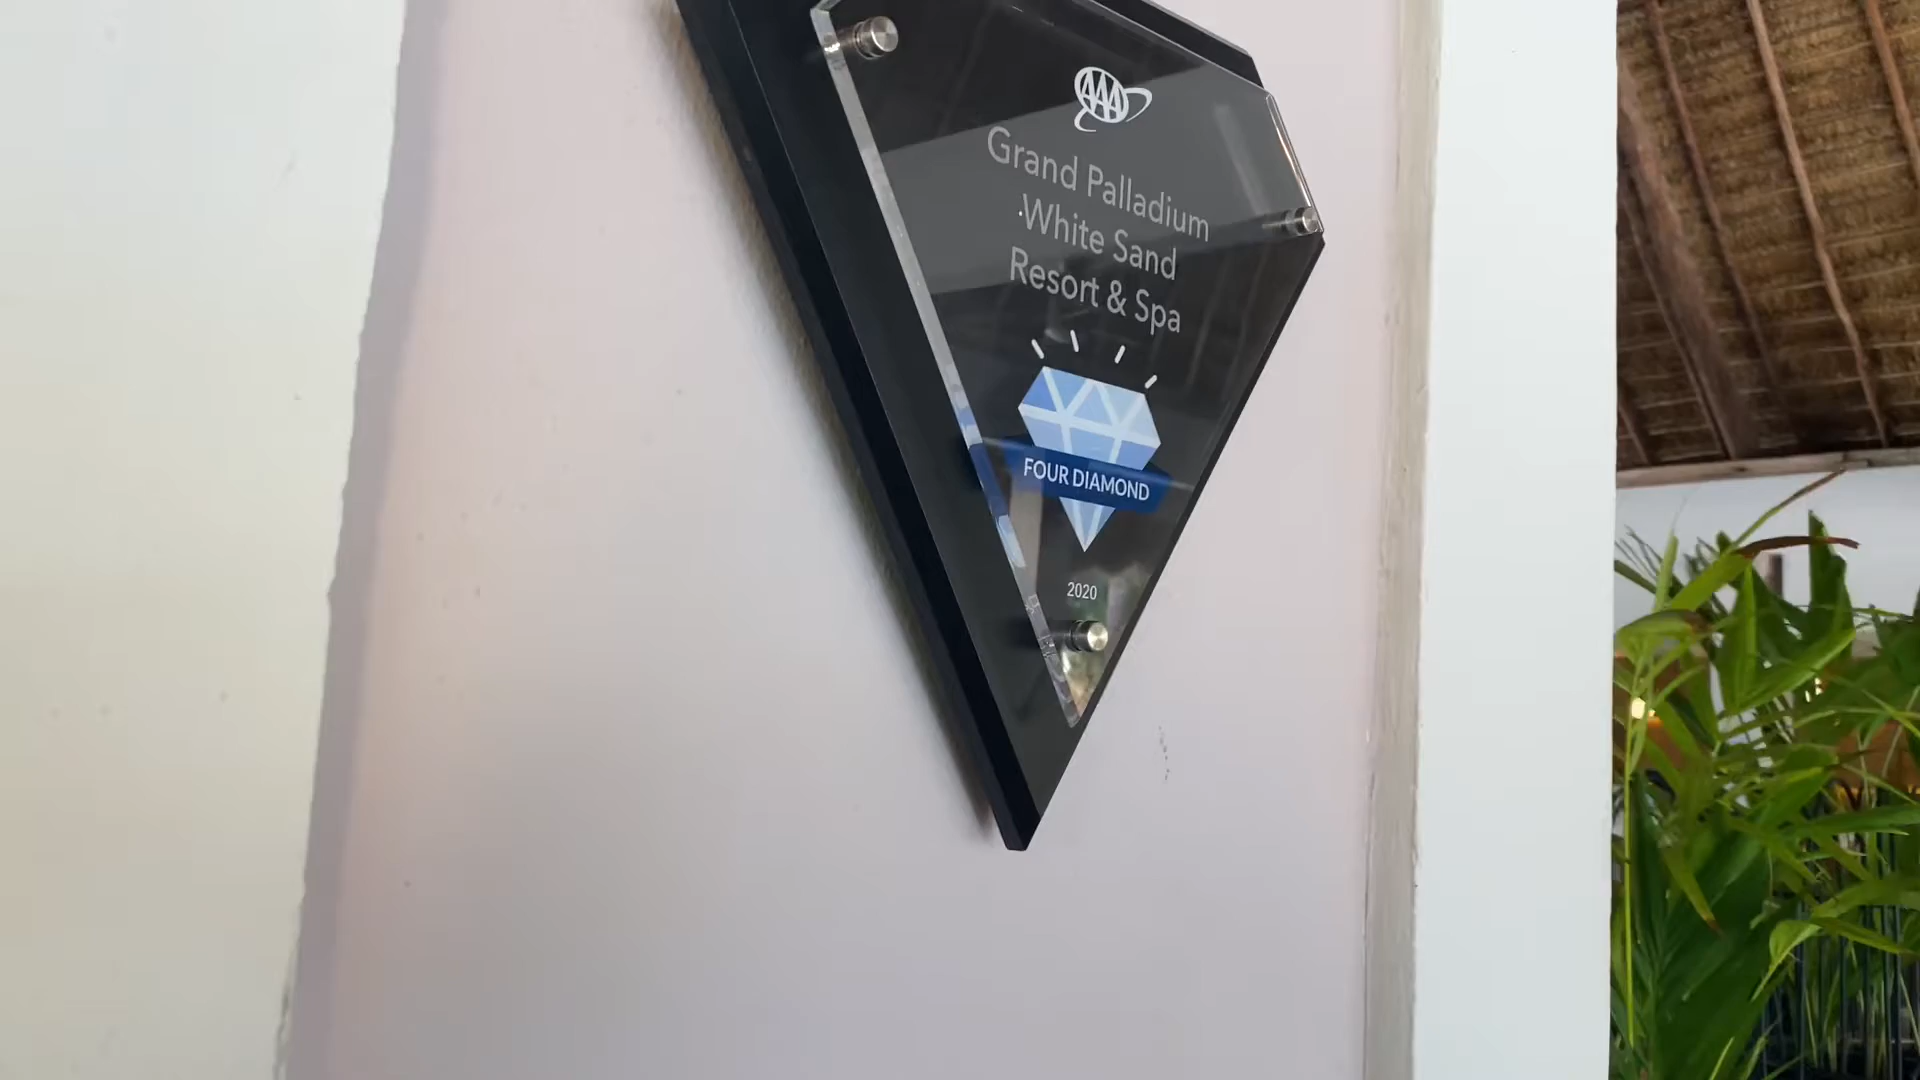 AAA
Grand Palladium
White Sand
Resort & Spa
FOUR DIAMOND
2020